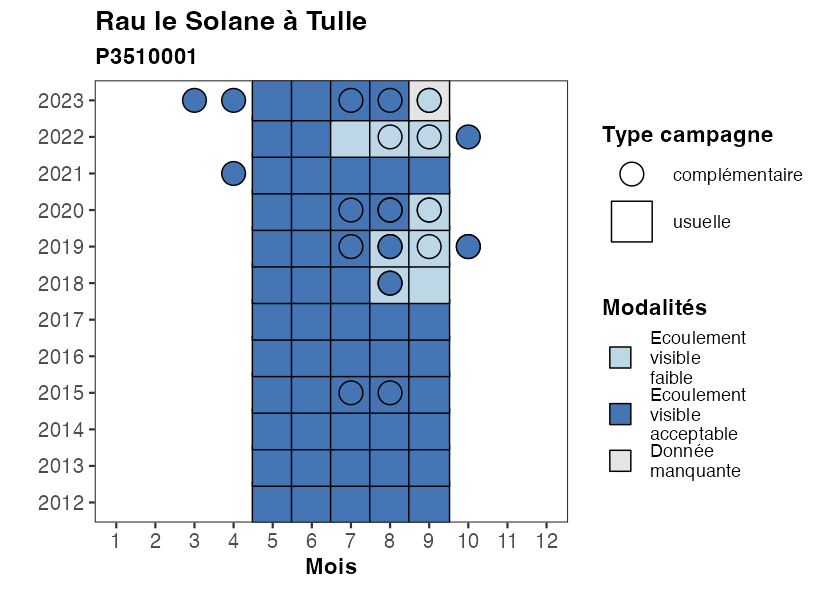 Rau le Solane à Tulle
P3510001
2023
2022
2021
2020
2019
2018
2017
2016
2015
2014
2013
2012
1 2 3 4 5 6 7 8 9 10 11 12
Mois
Type campagne
complémentaire
usuelle
Modalités
Ecoulement
visible
faible
Ecoulement
visible
acceptable
Donnée
manquante